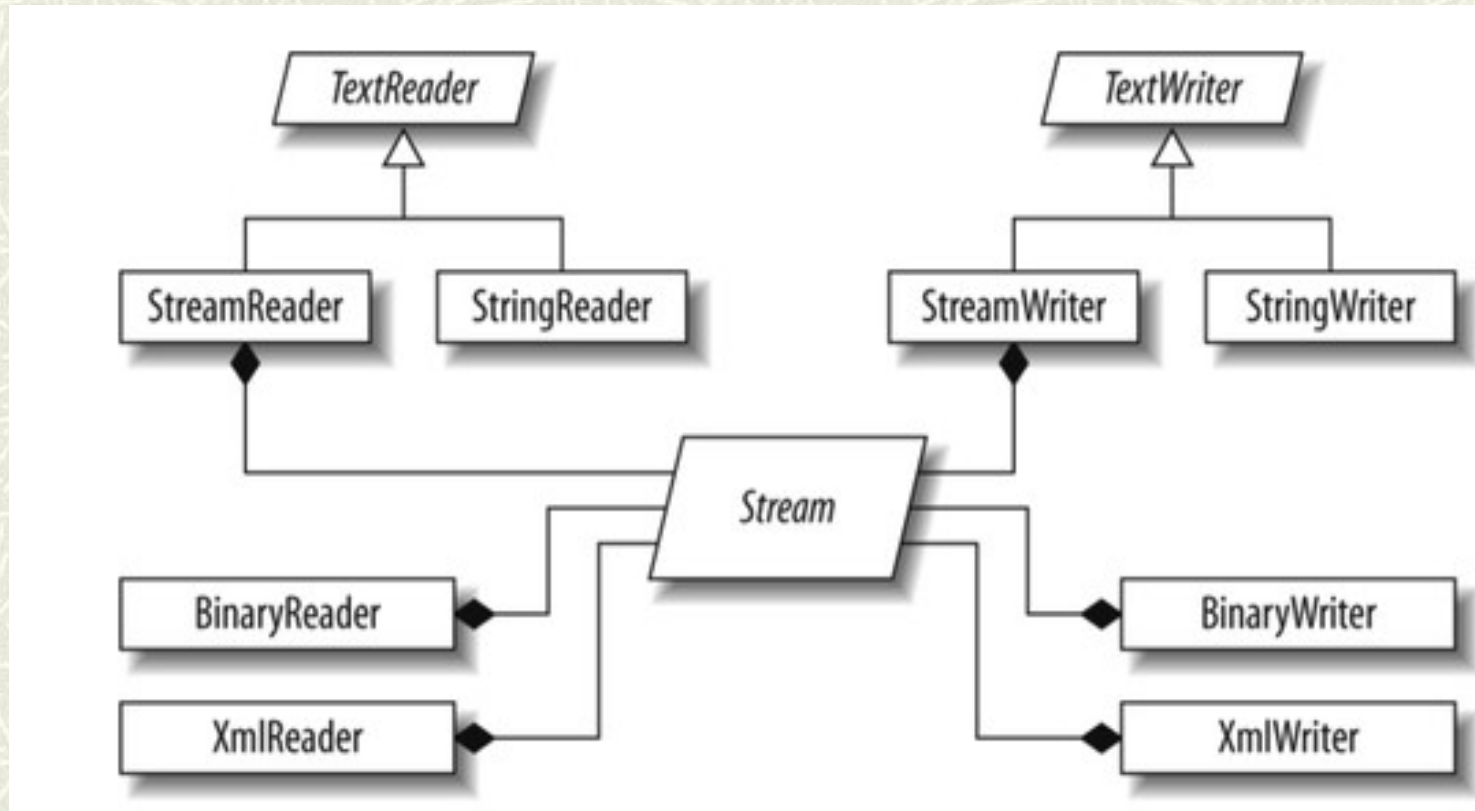 TextReader
TextWriter
StreamReader
StringReader
StreamWriter
StringWriter
Stream
BinaryReader
BinaryWriter
XmlReader
XmlWriter